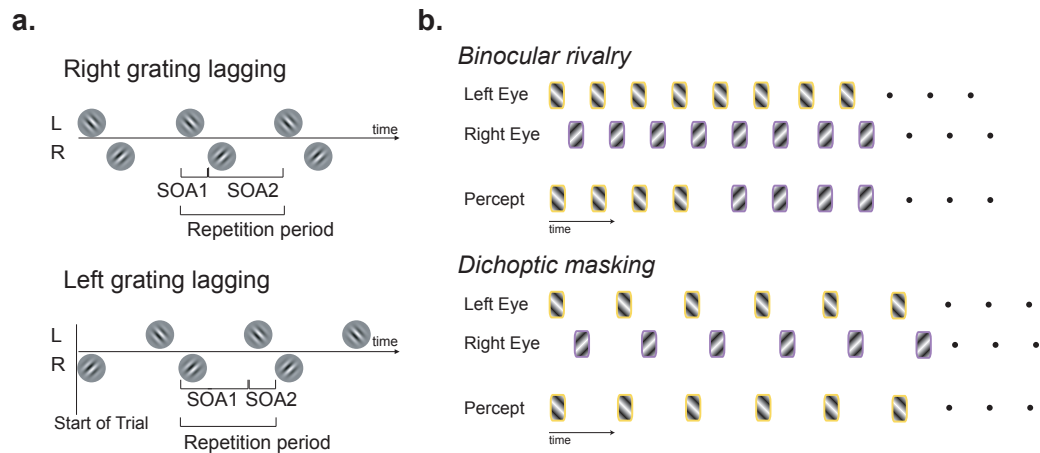 a.
Right grating lagging
L
time
R
SOA1 SOA2
Repetition period
Left grating lagging
L
time
R
SOA1 SOA2
Start of Trial
Repetition period
b.
Binocular rivalry
Left Eye
Right Eye
Percept
time
Dichoptic masking
Left Eye
Right Eye
Percept
time